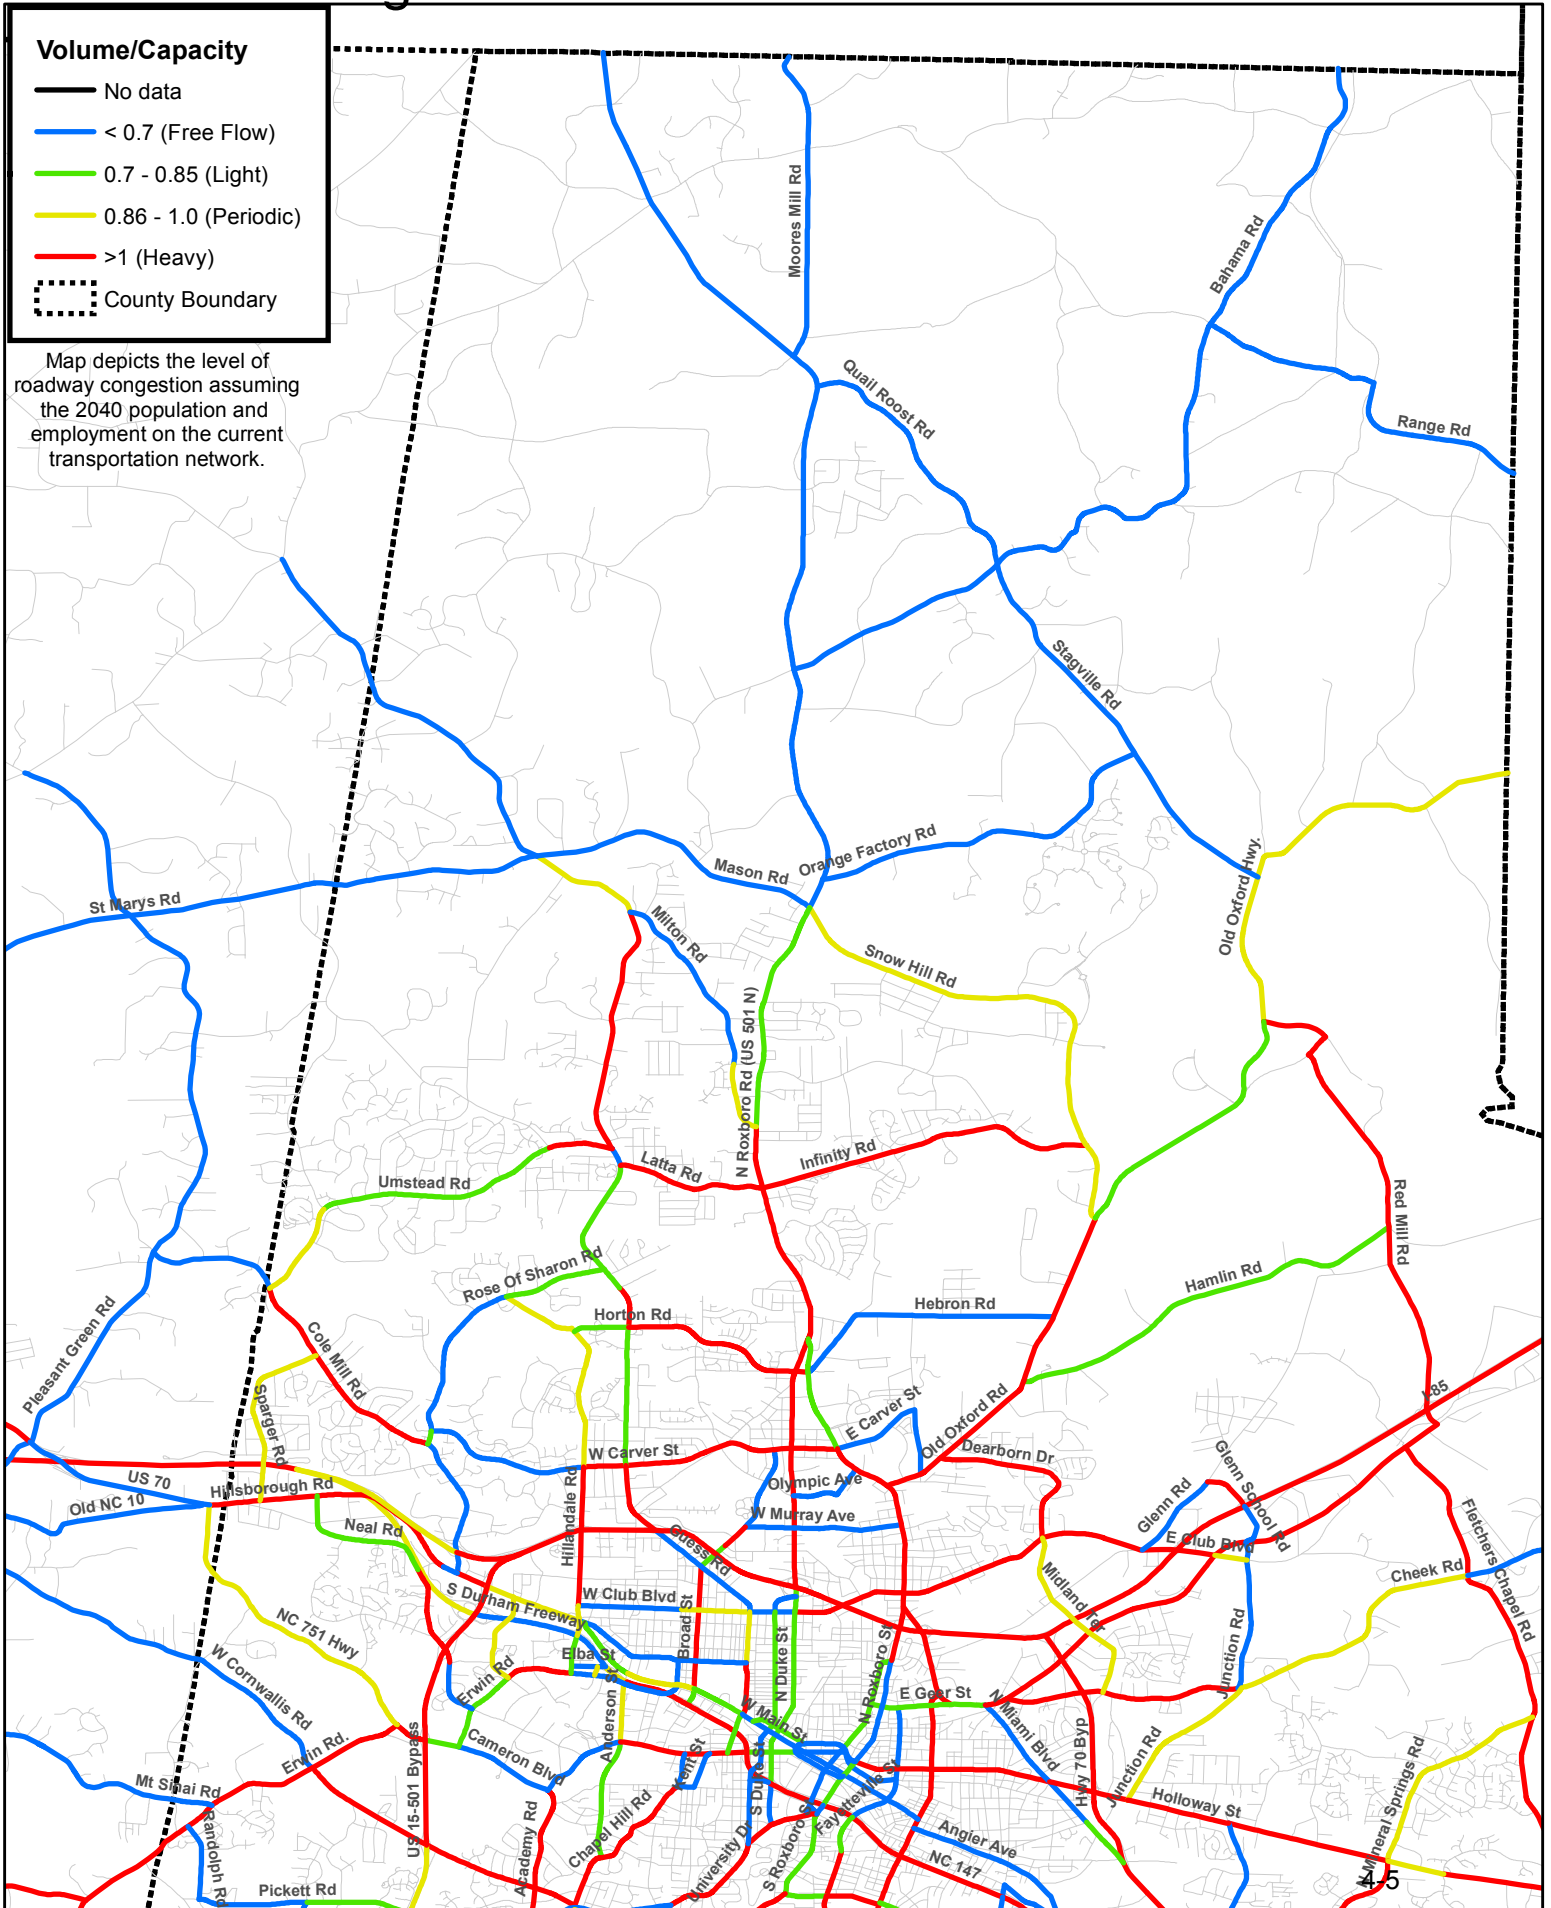 Volume/Capacity
No data
< 0.7 (Free Flow)
0.7 - 0.85 (Light)
0.86 - 1.0 (Periodic)
>1 (Heavy)
County Boundary
Map depicts the level of
roadway congestion assuming
the 2040 population and
employment on the current
transportation network.
Moores Mill Rd
Bahama Rd
Quail Roost Rd
Range Rd
Stagville Rd
Orange Factory Rd
Mason Rd
Old Oxford Hwy.
St Marys Rd
Milton Rd
Snow Hill Rd
N Roxboro Rd (US 501 N)
Infinity Rd
Latta Rd
Umstead Rd
Red Mill Rd
Rose Of Sharon Rd
Hamlin Rd
Hebron Rd
Horton Rd
Pleasant Green Rd
Cole Mill Rd
Sparger Rd
I-85
E Carver St
Old Oxford Rd
W Carver St
Dearborn Dr
Glenn School Rd
US 70
Hillsborough Rd
Olympic Ave
Old NC 10
Glenn Rd
Fletchers Chapel Rd
W Murray Ave
Neal Rd
Hillandale Rd
Guess Rd
E Club Blvd
Cheek Rd
S Durham Freeway
W Club Blvd
Midland Ter
NC 751 Hwy
Broad St
N Duke St
Junction Rd
W Cornwallis Rd
Elba St
N Roxboro St
Erwin Rd
Anderson St
E Geer St
N Miami Blvd
W Main St
Erwin Rd.
US 15-501 Bypass
Cameron Blvd
Kent St
S Duke St
Fayetteville St
Hwy 70 Byp
Junction Rd
Mt Sinai Rd
Holloway St
N Mineral Springs Rd
Randolph Rd
Academy Rd
Chapel Hill Rd
University Dr
S Roxboro St
Angier Ave
NC 147
Pickett Rd
4-5